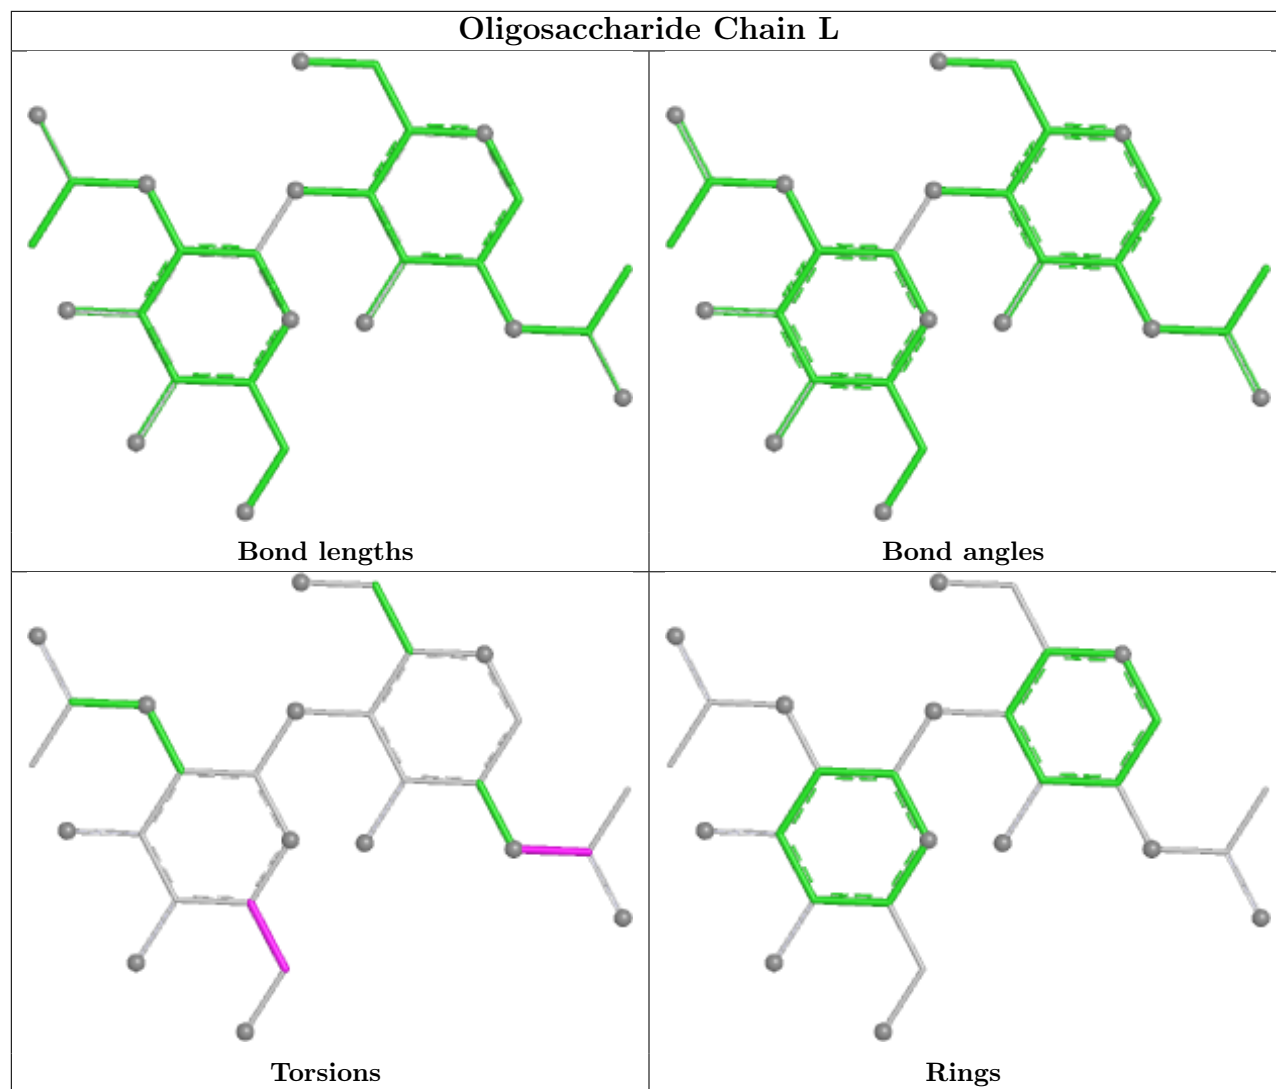 Oligosaccharide Chain L
Bond lengths
Bond angles
Torsions
Rings